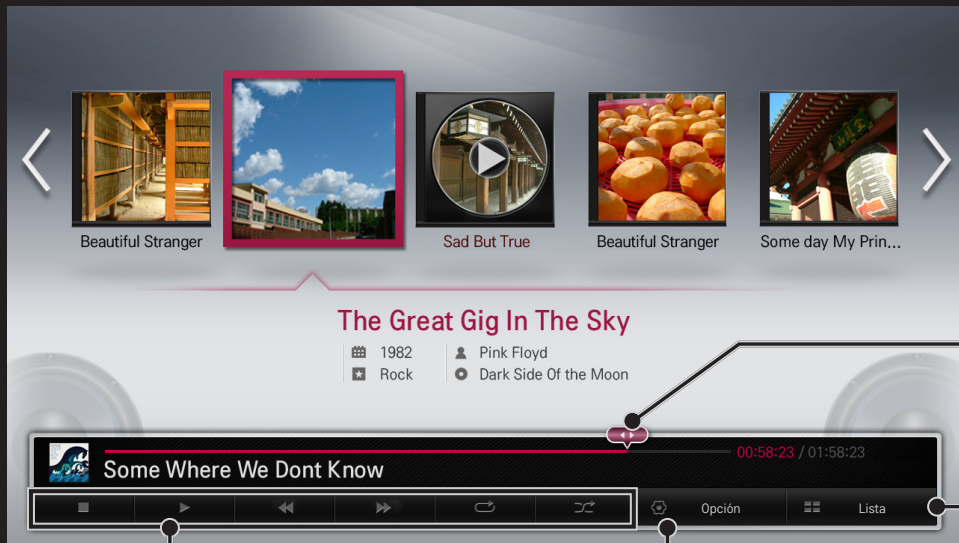 Beautiful Stranger
Sad But True
Beautiful Stranger
Some day My Prin...
The Great Gig In The Sky
1982
Pink Floyd
Rock
Dark Side Of the Moon
00:58:23 / 01:58:23
Some Where We Dont Know
Opción
Lista